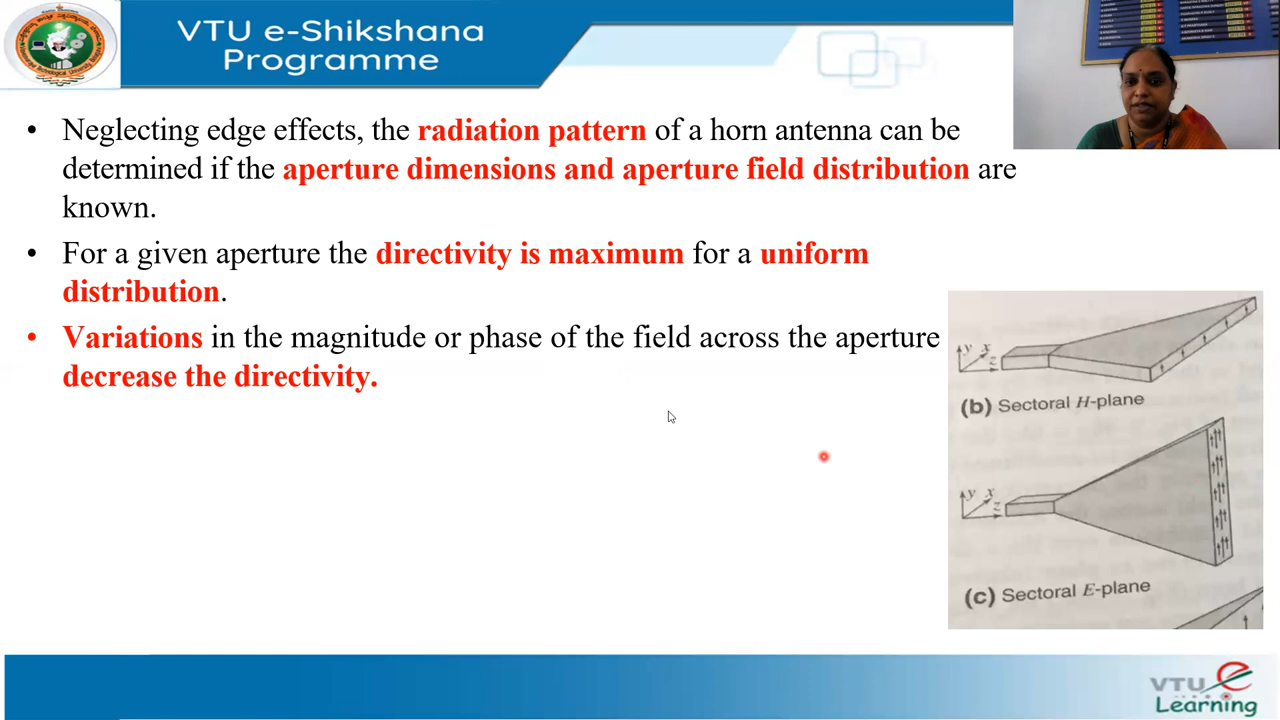 VTU e-Shikshana
Programme
• Neglecting edge effects, the radiation pattern of a horn antenna can be
determined if the aperture dimensions and aperture field distribution are
known.
• For a given aperture the directivity is maximum for a uniform
distribution.
• Variations in the magnitude or phase of the field across the aperture
decrease the directivity.
y x
z
(b) Sectoral H-plane
y x
z
(c) Sectoral E-plane
VTU e
Learning